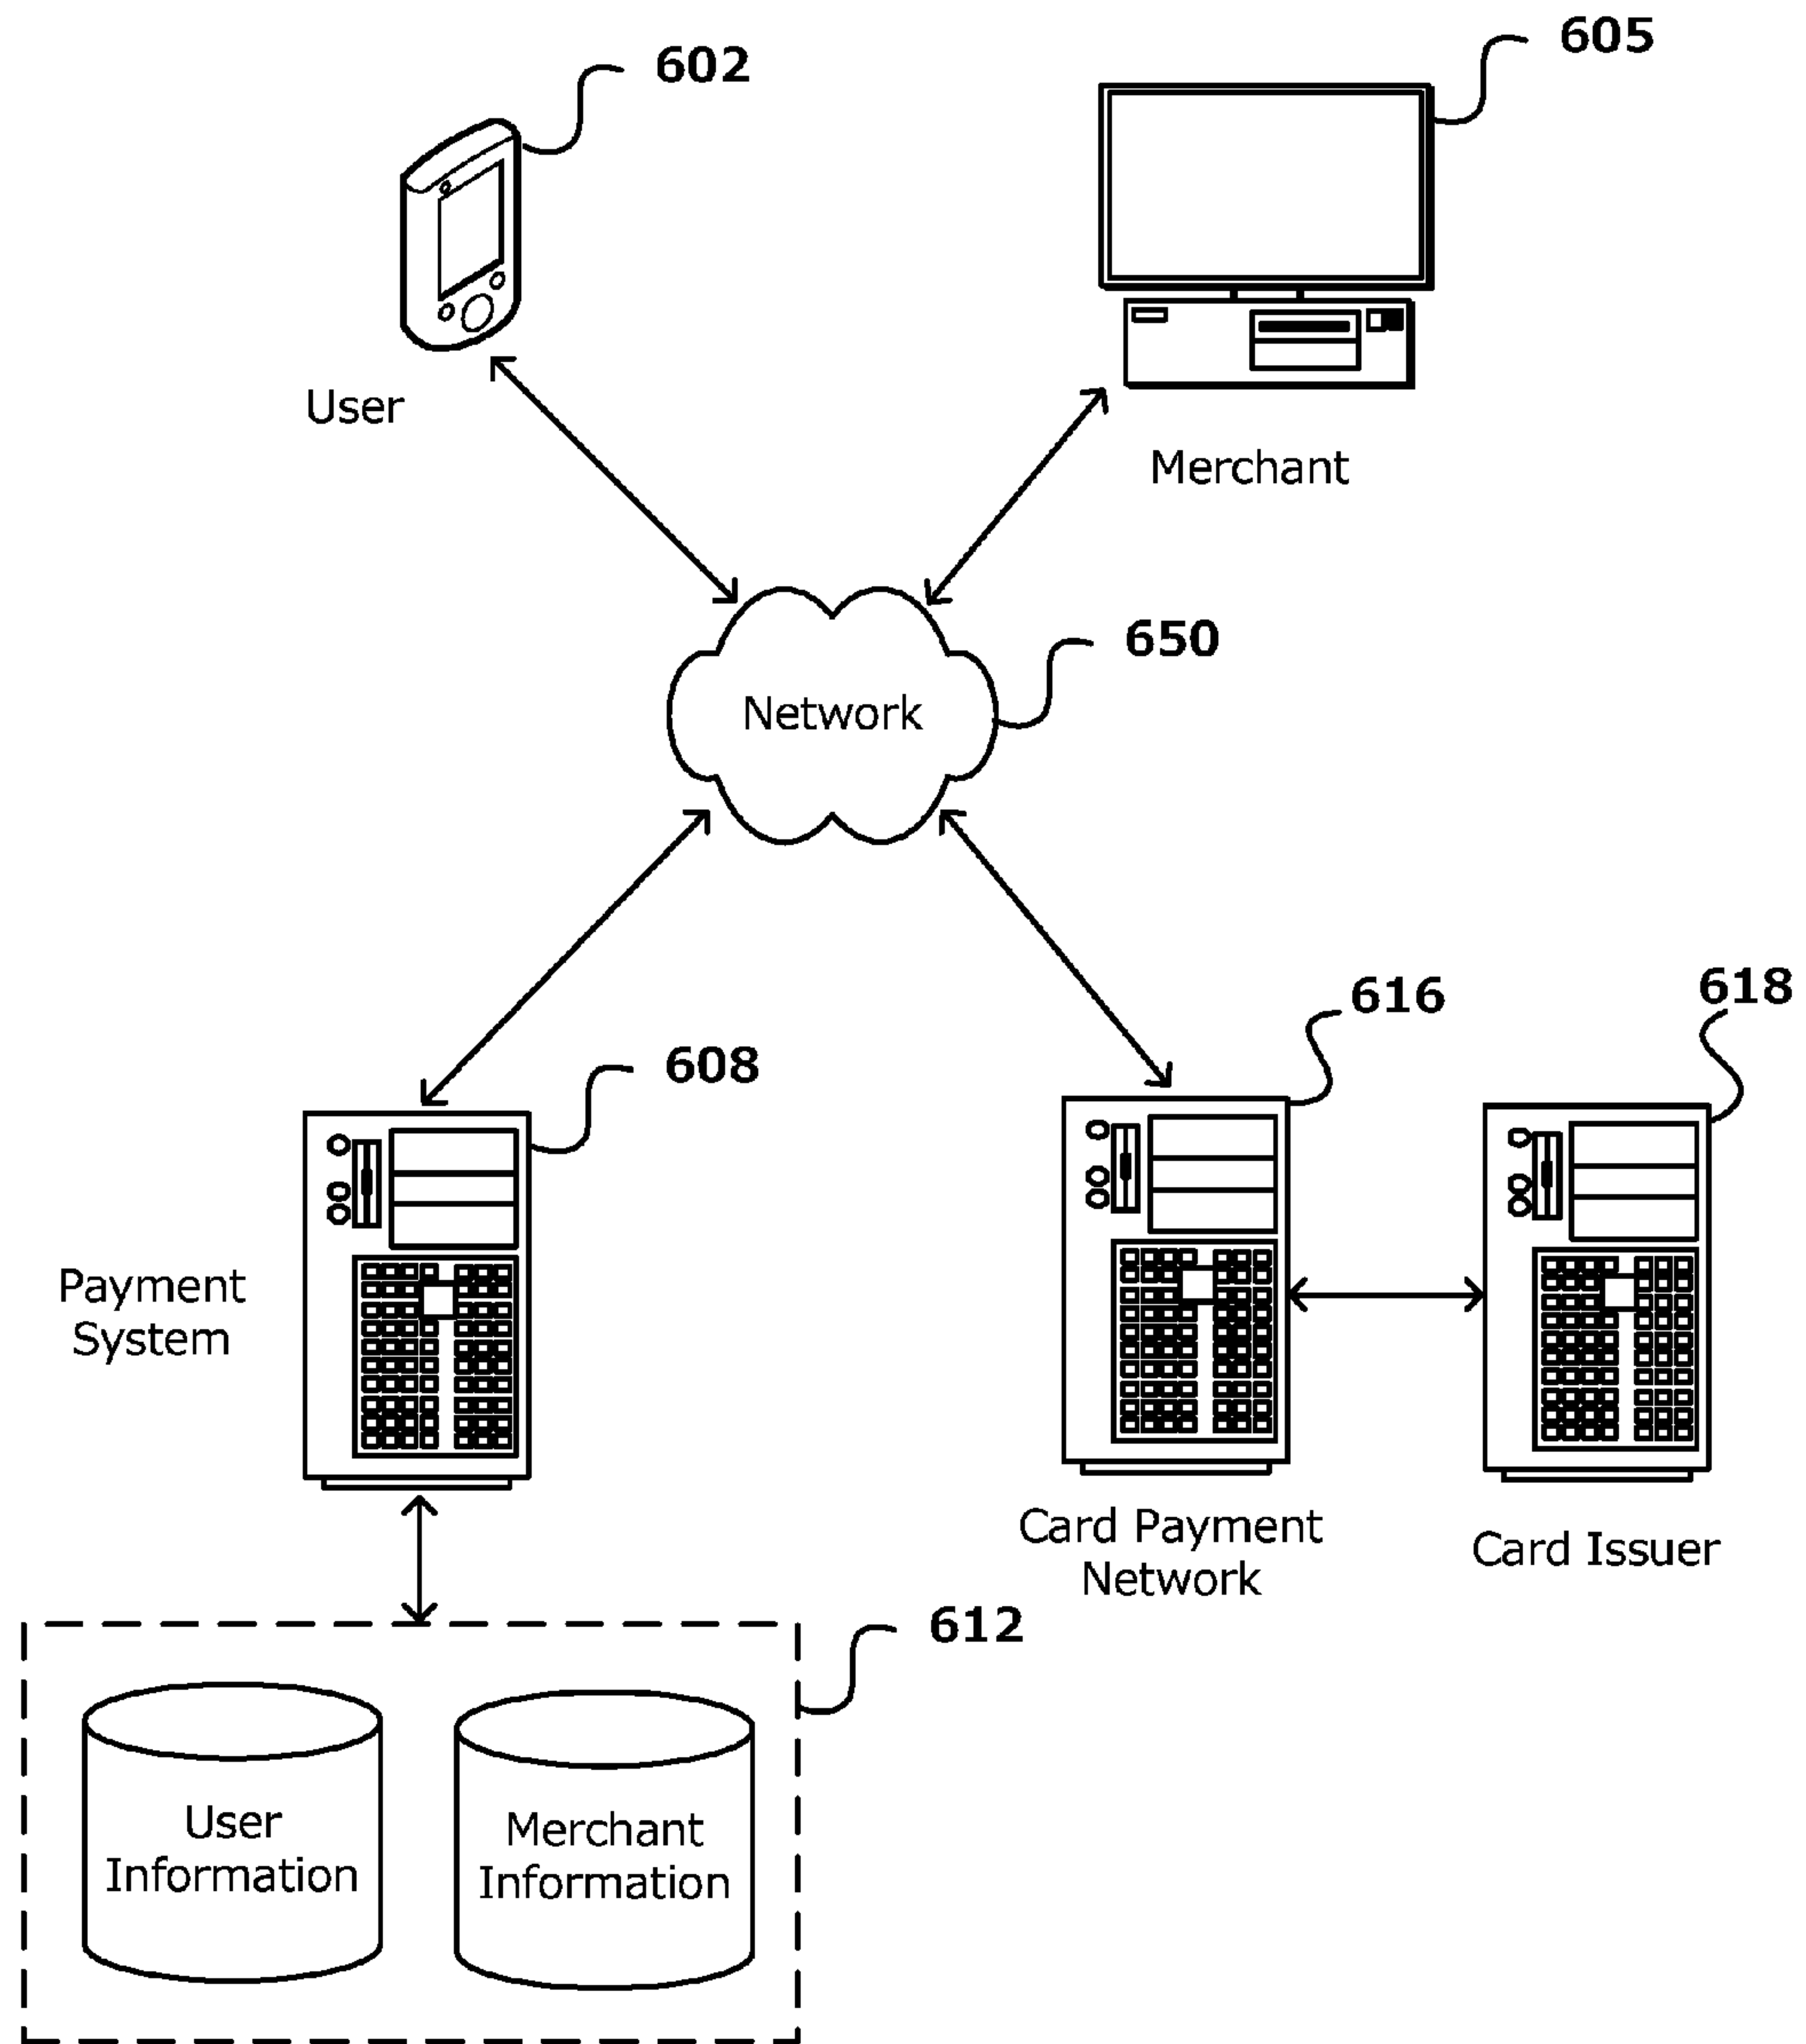 605
602
User
Merchant
650
Network
616
618
608
Payment
System
Card Payment
Network
Card Issuer
612
User
Information
Merchant
Information